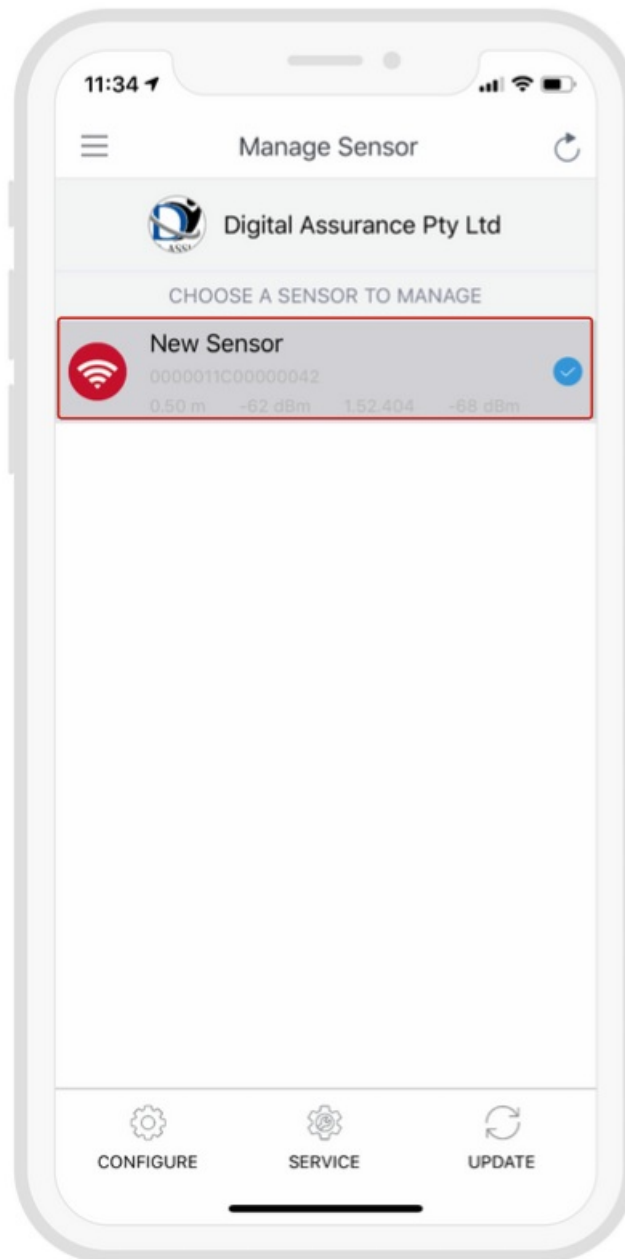 11:34
Manage Sensor
Digital Assurance Pty Ltd
CHOOSE A SENSOR TO MANAGE
New Sensor
0000011C00000042
0.50 m -62 dBm 1.52.404 -68 dBm
CONFIGURE SERVICE UPDATE